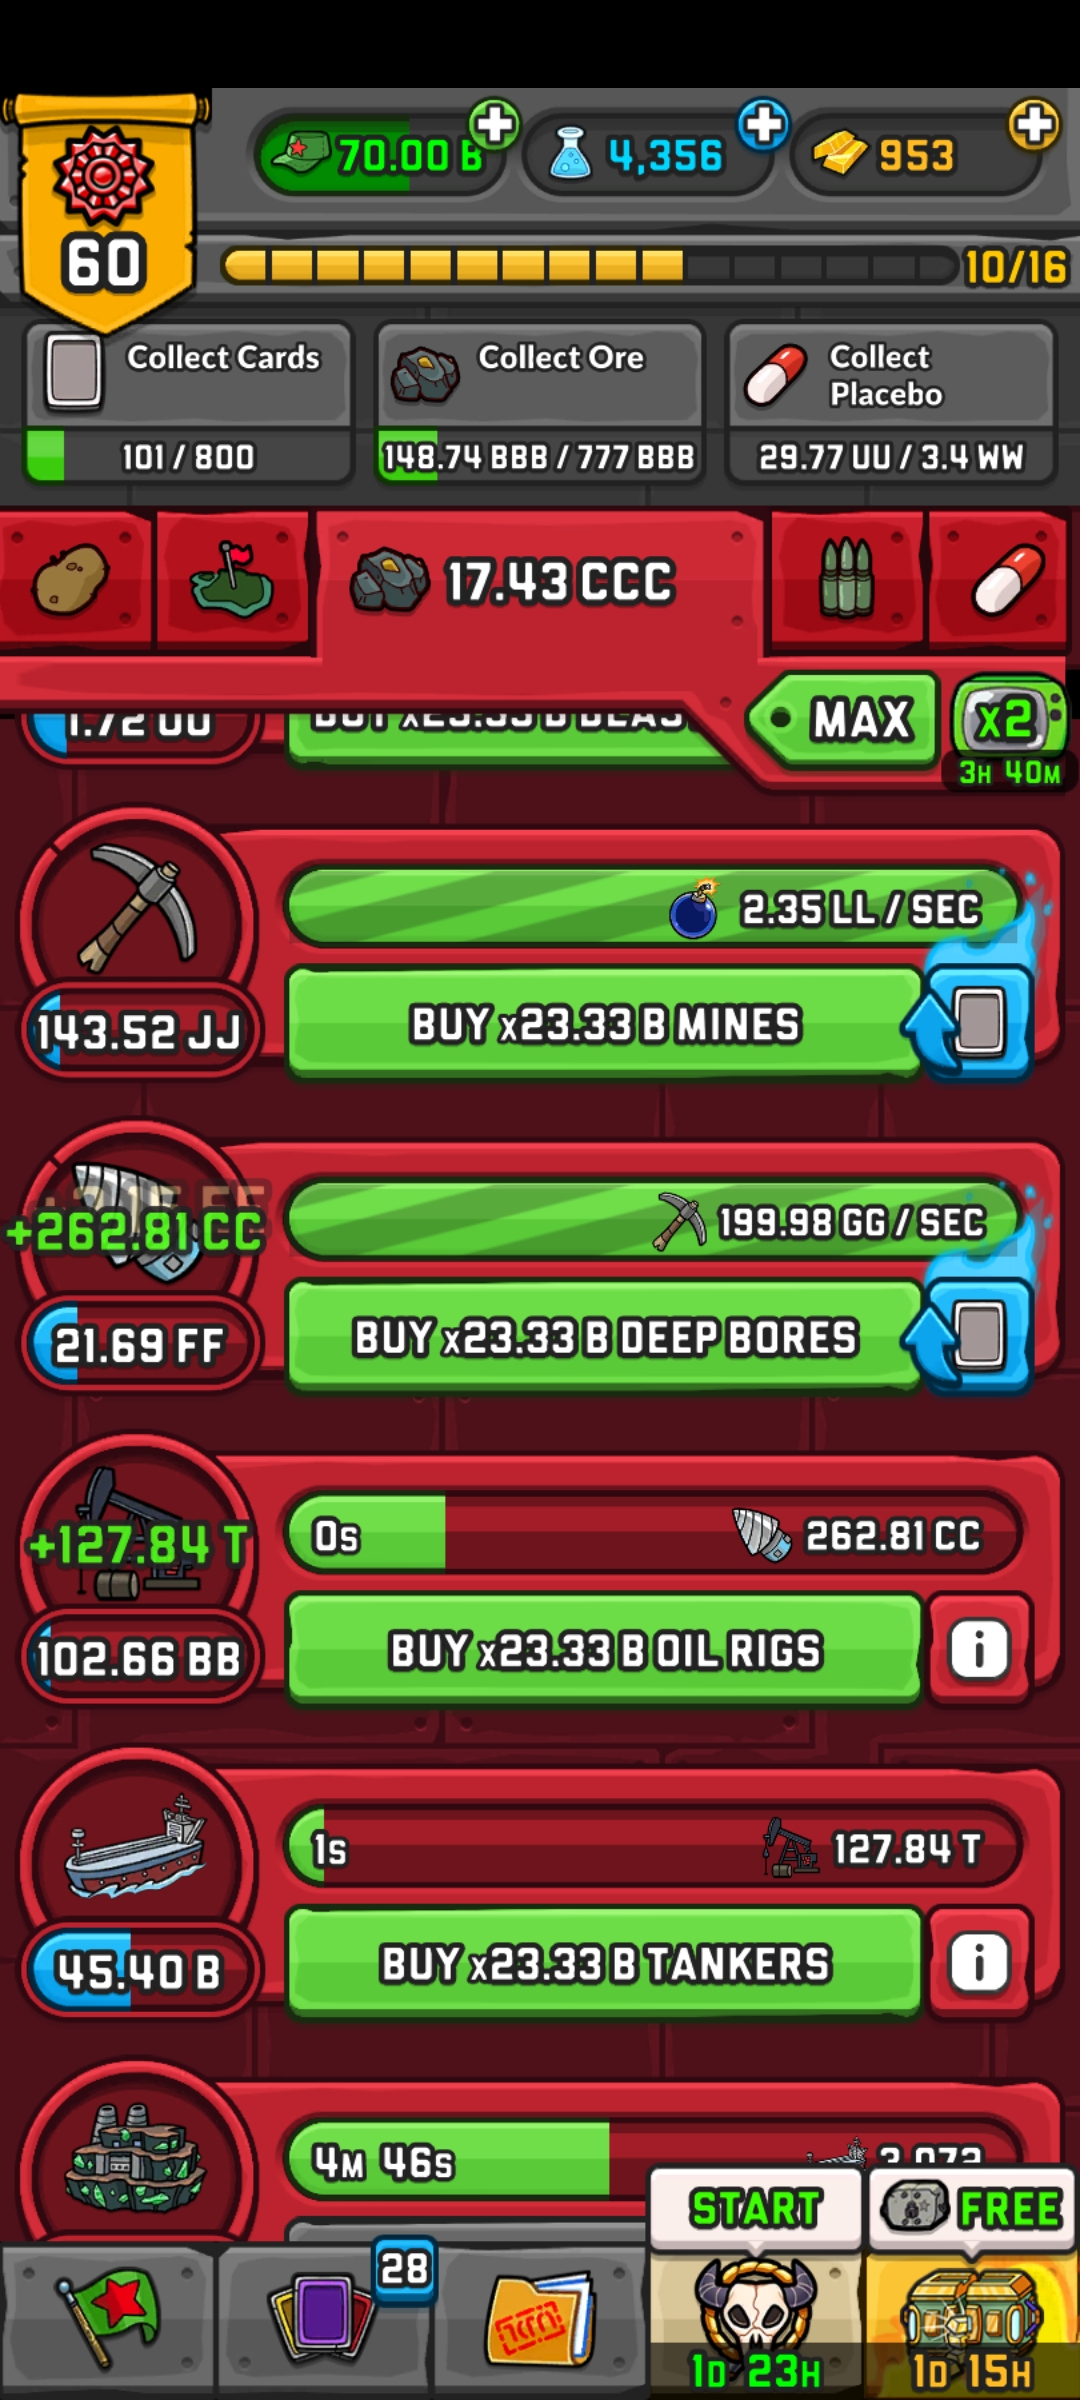 60
70.00 B
4,356
953
10/16
Collect Cards
101 / 800
Collect Ore
148.74 BBB / 777 BBB
Collect
Placebo
29.77 UU / 3.4 WW
17.43 CCC
MAX
x2
3H 40M
1.72 UU
2.35 LL / SEC
143.52 JJ
BUY x23.33 B MINES
+262.81 CC
199.98 GG / SEC
21.69 FF
BUY x23.33 B DEEP BORES
+127.84 T
0s
262.81 CC
102.66 BB
BUY x23.33 B OIL RIGS
1s
127.84 T
45.40 B
BUY x23.33 B TANKERS
4M 46s
START
FREE
28
1D 23H
1D 15H